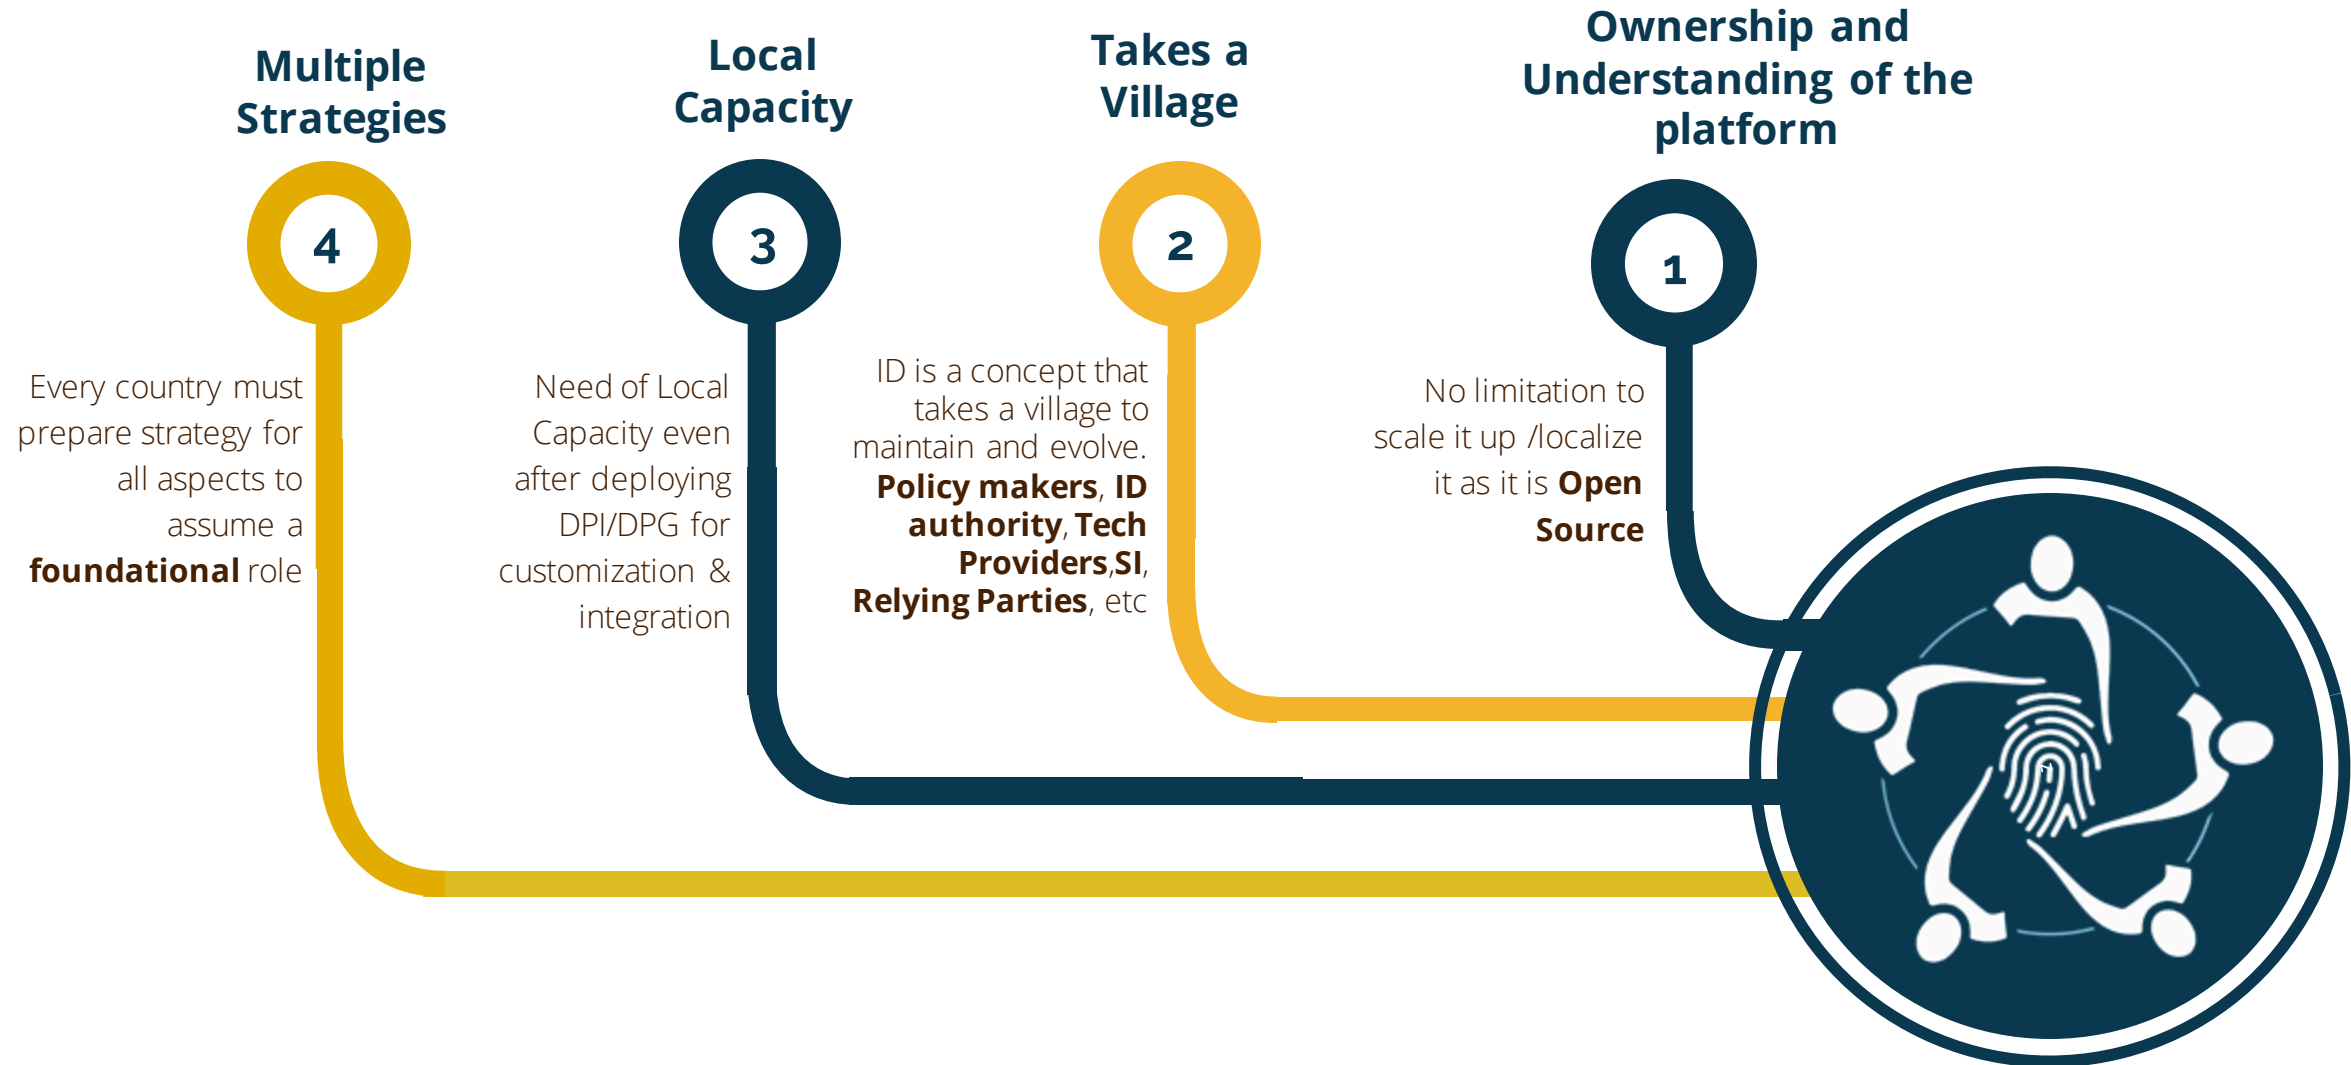 Multiple
Strategies
4
Every country must
prepare strategy for
all aspects to
assume a
foundational role
Local
Capacity
3
Need of Local
Capacity even
after deploying
DPI/DPG for
customization &
integration
Takes a
Village
2
ID is a concept that
takes a village to
maintain and evolve.
Policy makers, ID
authority, Tech
Providers,SI,
Relying Parties, etc
Ownership and
Understanding of the
platform
1
No limitation to
scale it up /localize
it as it is Open
Source